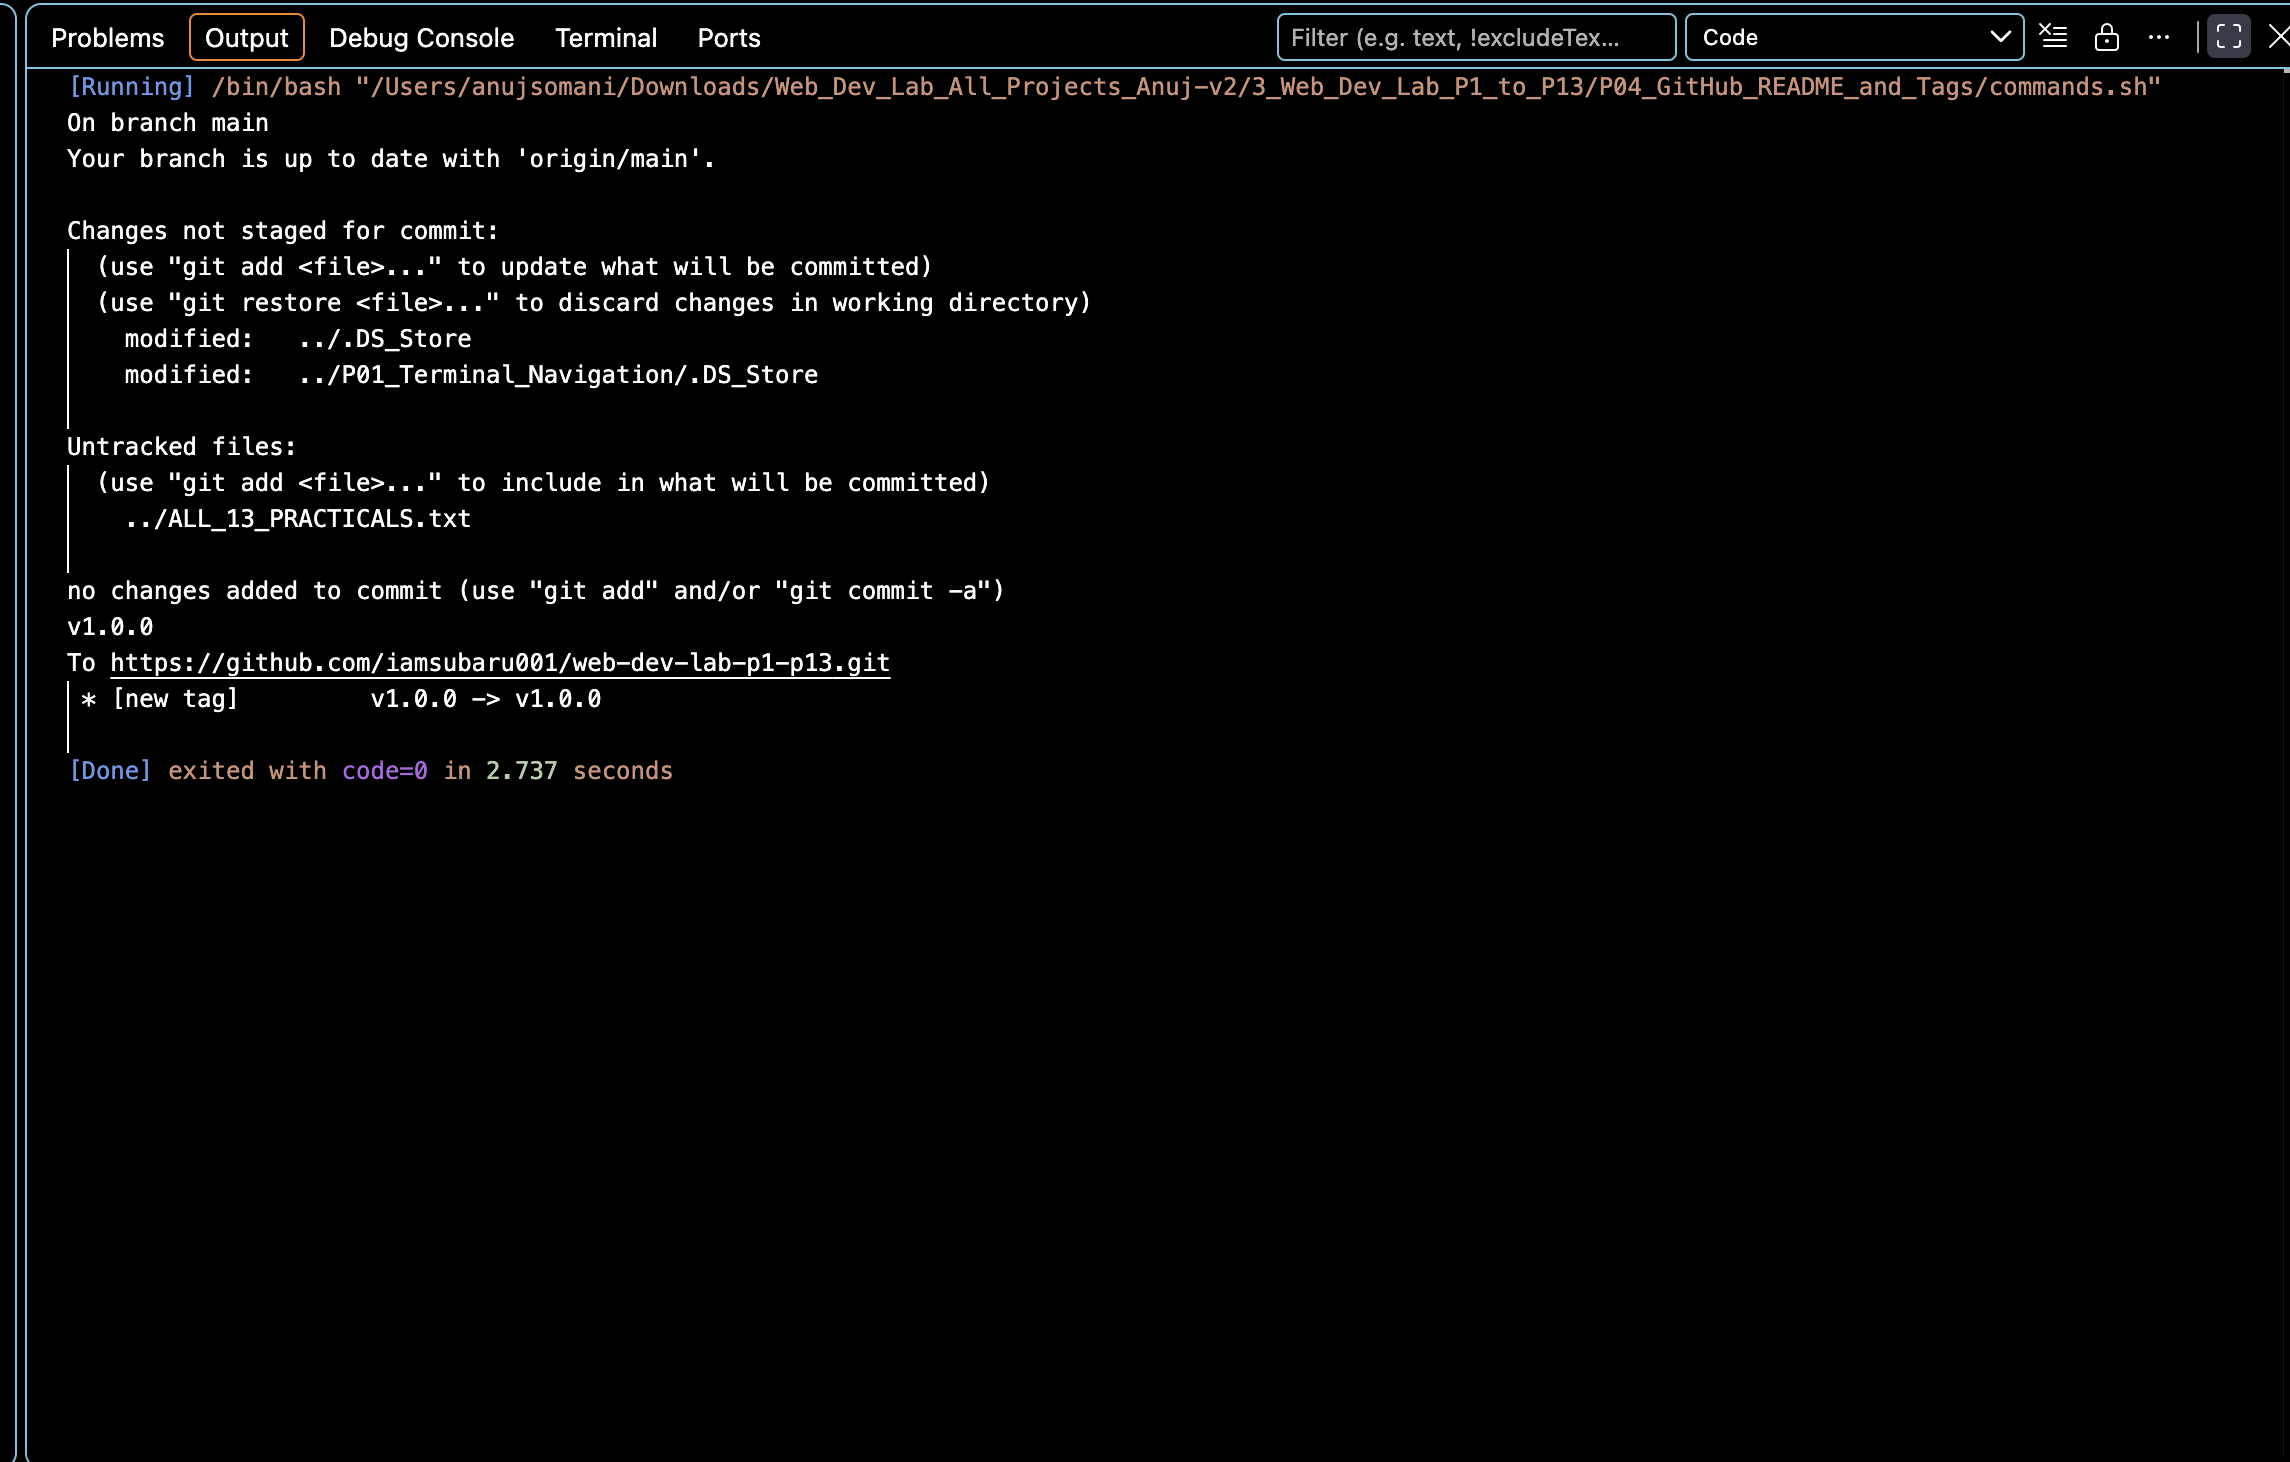 Problems Output Debug Console Terminal Ports Filter (e.g. text, !excludeTex... Code
[Running] /bin/bash "/Users/anujsomani/Downloads/Web_Dev_Lab_All_Projects_Anuj-v2/3_Web_Dev_Lab_P1_to_P13/P04_GitHub_README_and_Tags/commands.sh"
On branch main
Your branch is up to date with 'origin/main'.
Changes not staged for commit:
(use "git add <file>..." to update what will be committed)
(use "git restore <file>..." to discard changes in working directory)
modified:   ../.DS_Store
modified:   ../P01_Terminal_Navigation/.DS_Store
Untracked files:
(use "git add <file>..." to include in what will be committed)
../ALL_13_PRACTICALS.txt
no changes added to commit (use "git add" and/or "git commit -a")
v1.0.0
To https://github.com/iamsubaru001/web-dev-lab-p1-p13.git
* [new tag]         v1.0.0 -> v1.0.0
[Done] exited with code=0 in 2.737 seconds